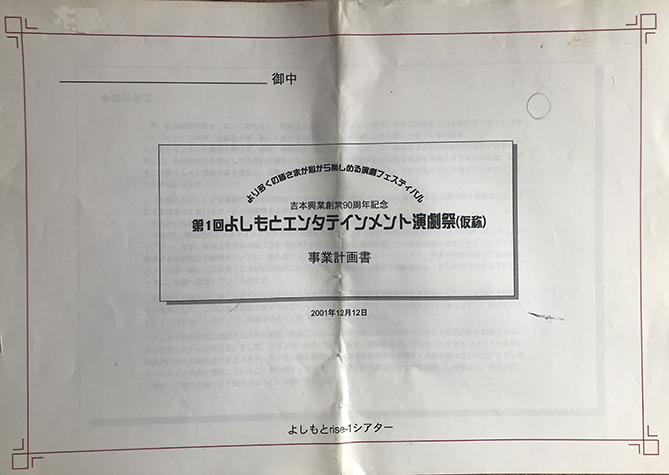 御中
より多くの皆さまが心から楽しめる演劇フェスティバル
吉本興業創業90周年記念
第1回よしもとエンタテインメント演劇祭(仮称)
事業計画書
2001年12月12日
よしもとrise-1シアター